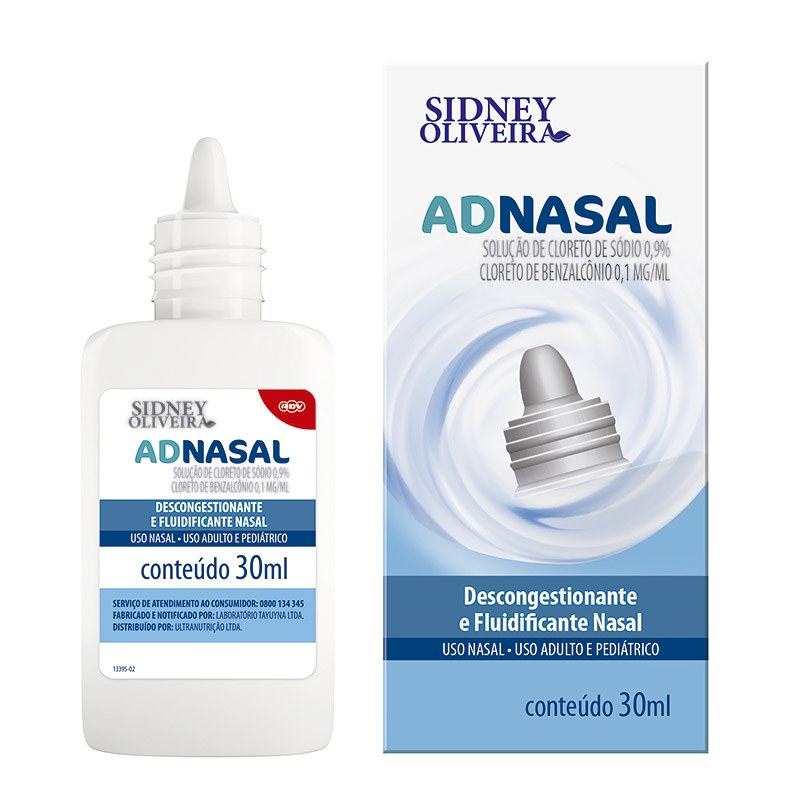 SIDNEY
OLIVEIRA
ADV
ADNASAL
SOLUÇÃO DE CLORETO DE SÓDIO 0,9%
CLORETO DE BENZALCÔNIO 0,1 MG/ML
DESCONGESTIONANTE
E FLUIDIFICANTE NASAL
USO NASAL • USO ADULTO E PEDIÁTRICO
conteúdo 30ml
SERVIÇO DE ATENDIMENTO AO CONSUMIDOR: 0800 134 345
FABRICADO E NOTIFICADO POR: LABORATÓRIO TAYUYNA LTDA.
DISTRIBUÍDO POR: ULTRANUTRIÇÃO LTDA.
13395-02
SIDNEY
OLIVEIRA
ADNASAL
SOLUÇÃO DE CLORETO DE SÓDIO 0,9%
CLORETO DE BENZALCÔNIO 0,1 MG/ML
Descongestionante
e Fluidificante Nasal
USO NASAL • USO ADULTO E PEDIÁTRICO
conteúdo 30ml